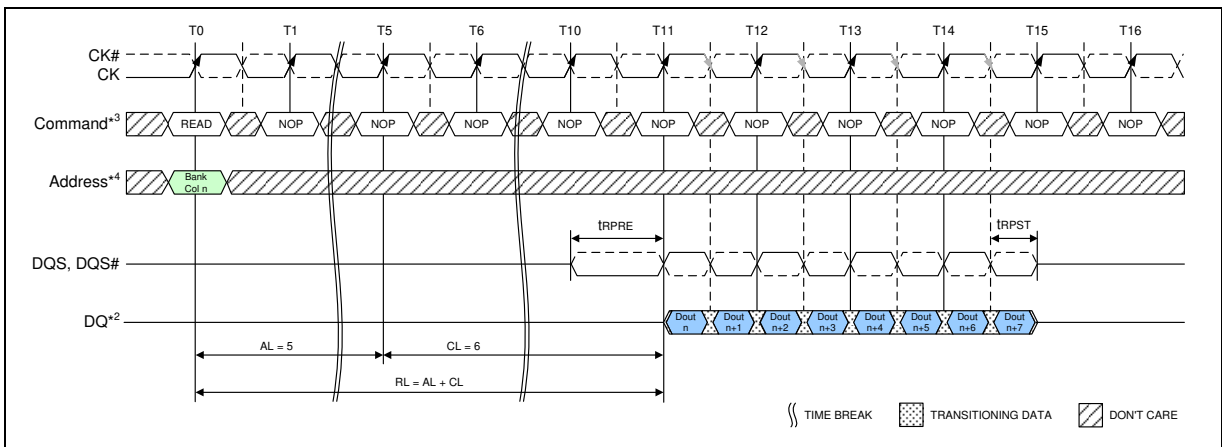 T0 T1 T5 T6 T10 T11 T12 T13 T14 T15 T16
CK#
CK
Command*3 READ NOP NOP NOP NOP NOP NOP NOP NOP NOP NOP
Address*4 Bank
Col n
tRPRE tRPST
DQS, DQS#
DQ*2 Dout n Dout n+1 Dout n+2 Dout n+3 Dout n+4 Dout n+5 Dout n+6 Dout n+7
AL = 5 CL = 6
RL = AL + CL
TIME BREAK TRANSITIONING DATA DON'T CARE